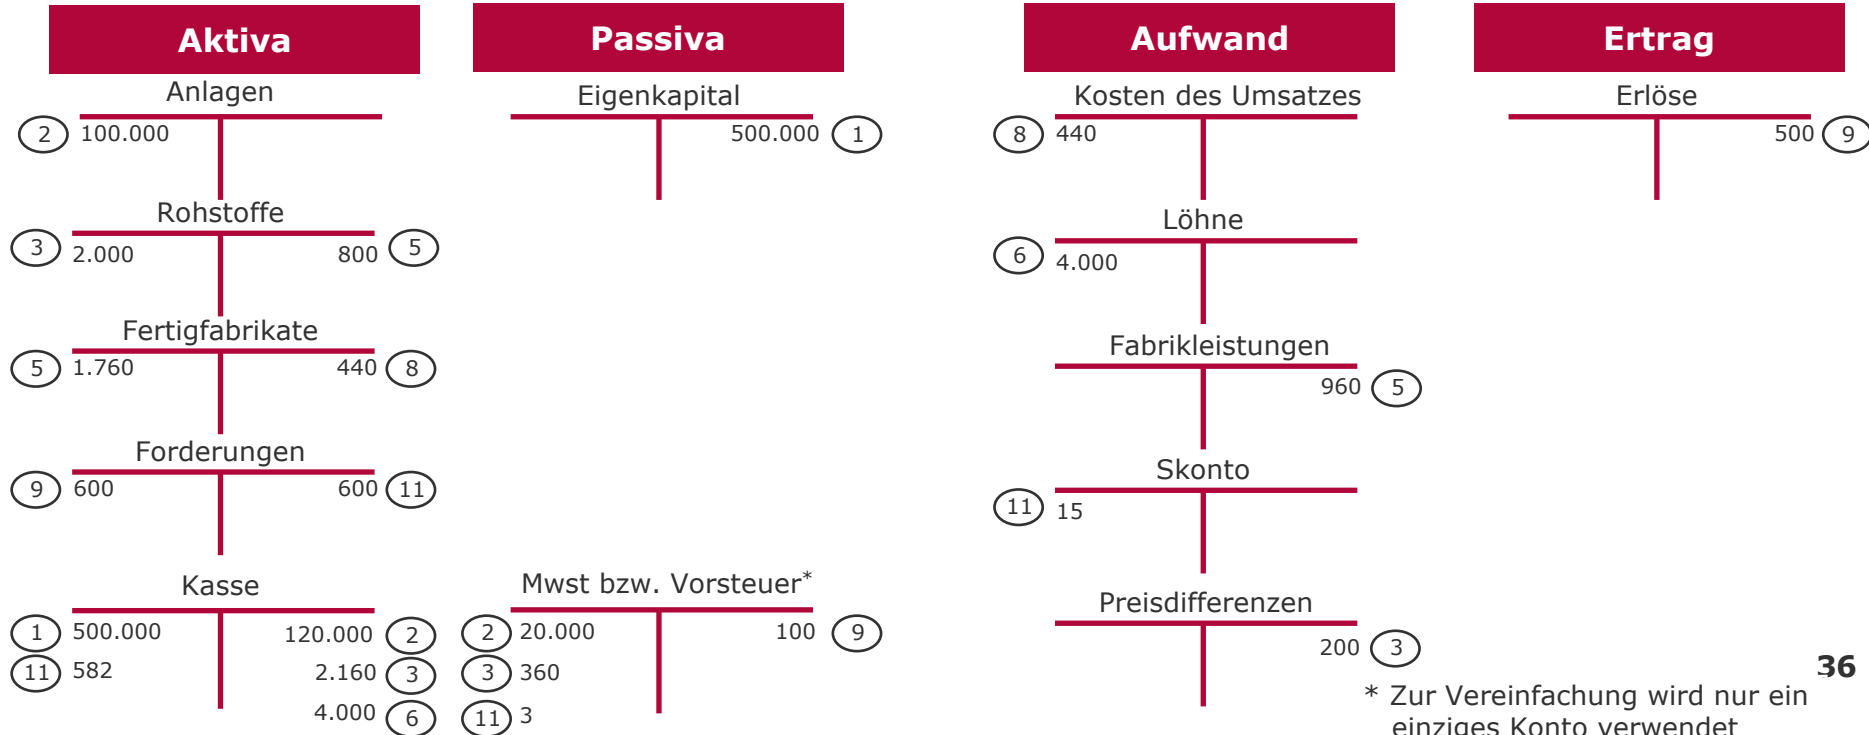 Aktiva
Passiva
Aufwand
Ertrag
Anlagen
2 100.000
Eigenkapital
500.000 1
Kosten des Umsatzes
8 440
Erlöse
500 9
Rohstoffe
3 2.000 800 5
Löhne
6 4.000
Fertigfabrikate
5 1.760 440 8
Fabrikleistungen
960 5
Forderungen
9 600 600 11
Skonto
11 15
Kasse
1 500.000 120.000 2
11 582 2.160 3
4.000 6
Mwst bzw. Vorsteuer*
2 20.000 100 9
3 360
11 3
Preisdifferenzen
200 3
36
* Zur Vereinfachung wird nur ein
einziges Konto verwendet